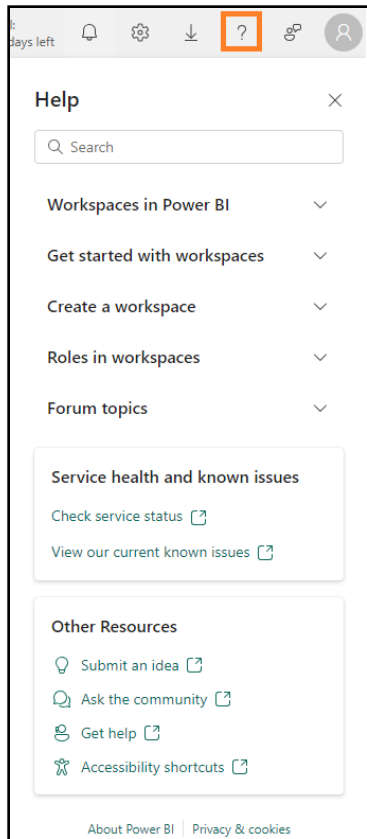 l:
days left
?
Help
Search
Workspaces in Power BI
Get started with workspaces
Create a workspace
Roles in workspaces
Forum topics
Service health and known issues
Check service status
View our current known issues
Other Resources
Submit an idea
Ask the community
Get help
Accessibility shortcuts
About Power BI | Privacy & cookies